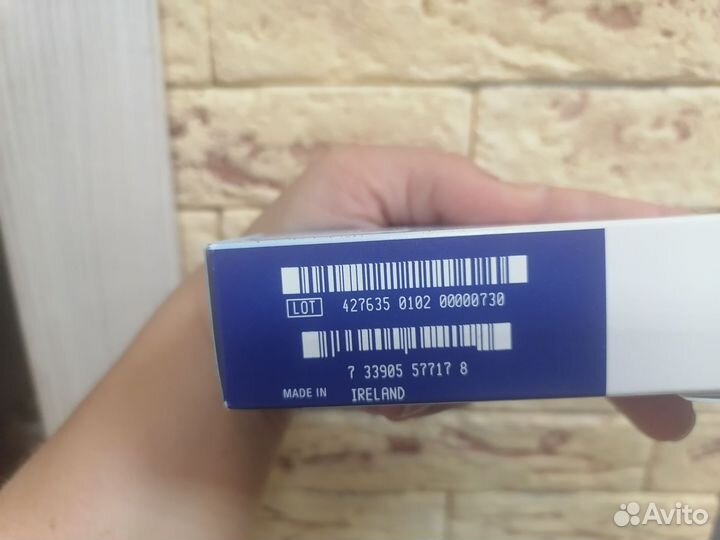 LOT 427635 0102 00000730
7 33905 57717 8
MADE IN IRELAND
Avito